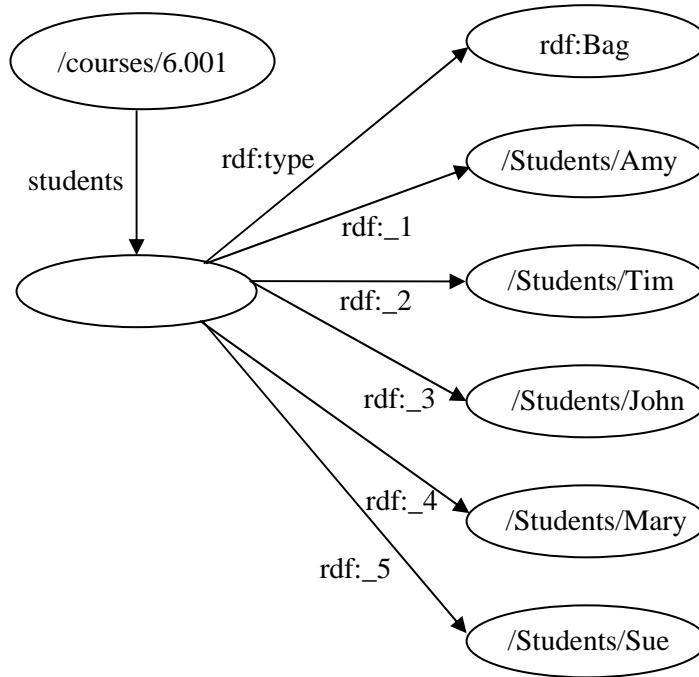 /courses/6.001
rdf:Bag
rdf:type
/Students/Amy
students
rdf:_1
/Students/Tim
rdf:_2
/Students/John
rdf:_3
/Students/Mary
rdf:_4
rdf:_5
/Students/Sue